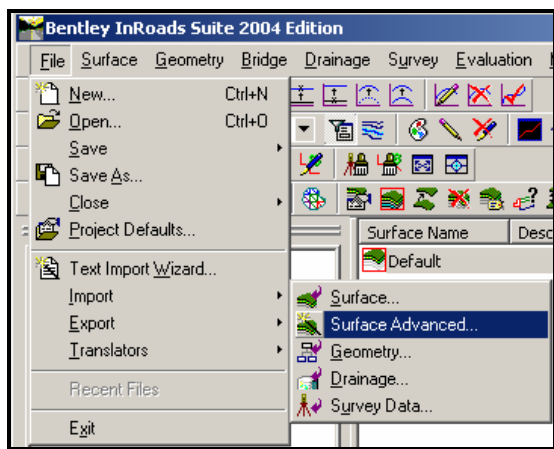 Bentley InRoads Suite 2004 Edition
File Surface Geometry Bridge Drainage Survey Evaluation
New... Ctrl+N
Open... Ctrl+O
Save
Save As...
Close
Project Defaults...
Surface Name Desc
Default
Text Import Wizard...
Import
Export
Translators
Recent Files
Exit
Surface...
Surface Advanced...
Geometry...
Drainage...
Survey Data...